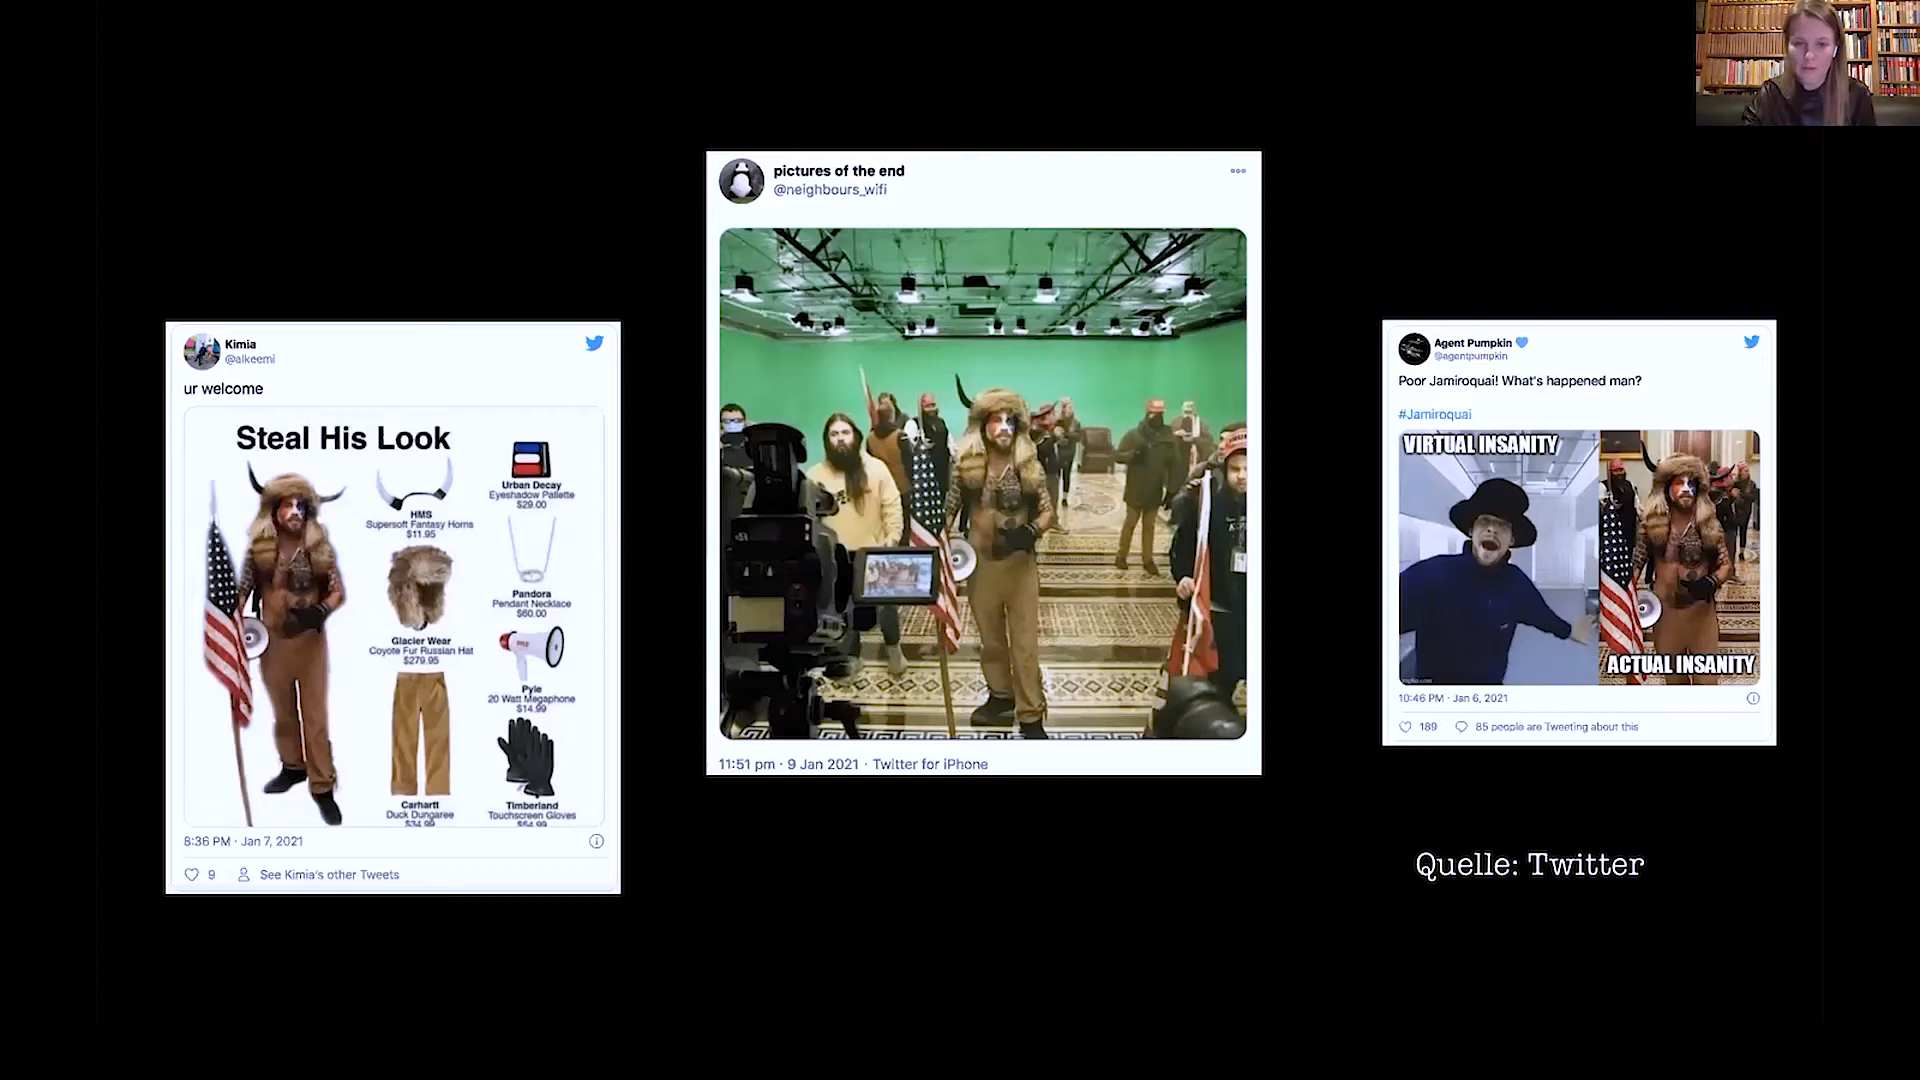 Kimia
@alkeemi
ur welcome
Steal His Look
Urban Decay
Eyeshadow Pallette
$29.00
HMS
Supersoft Fantasy Horns
$11.95
Pandora
Pendant Necklace
$60.00
Glacier Wear
Coyote Fur Russian Hat
$279.95
Pyle
20 Watt Megaphone
$14.99
Carhartt
Duck Dungaree
$34.99
Timberland
Touchscreen Gloves
$54.99
8:36 PM · Jan 7, 2021
9
See Kimia's other Tweets
pictures of the end
@neighbours_wifi
11:51 pm · 9 Jan 2021 · Twitter for iPhone
Agent Pumpkin
@agentpumpkin
Poor Jamiroquai! What's happened man?
#Jamiroquai
VIRTUAL INSANITY
ACTUAL INSANITY
10:46 PM · Jan 6, 2021
189
85 people are Tweeting about this
Quelle: Twitter